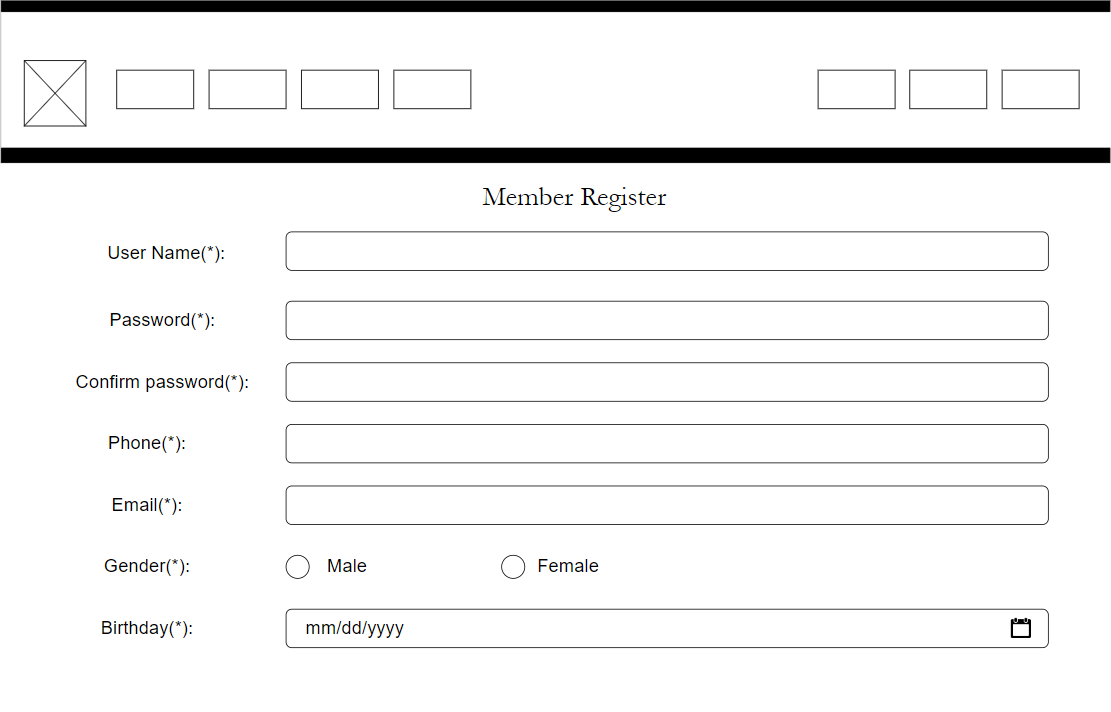 Member Register
User Name(*):
Password(*):
Confirm password(*):
Phone(*):
Email(*):
Gender(*): Male Female
Birthday(*): mm/dd/yyyy